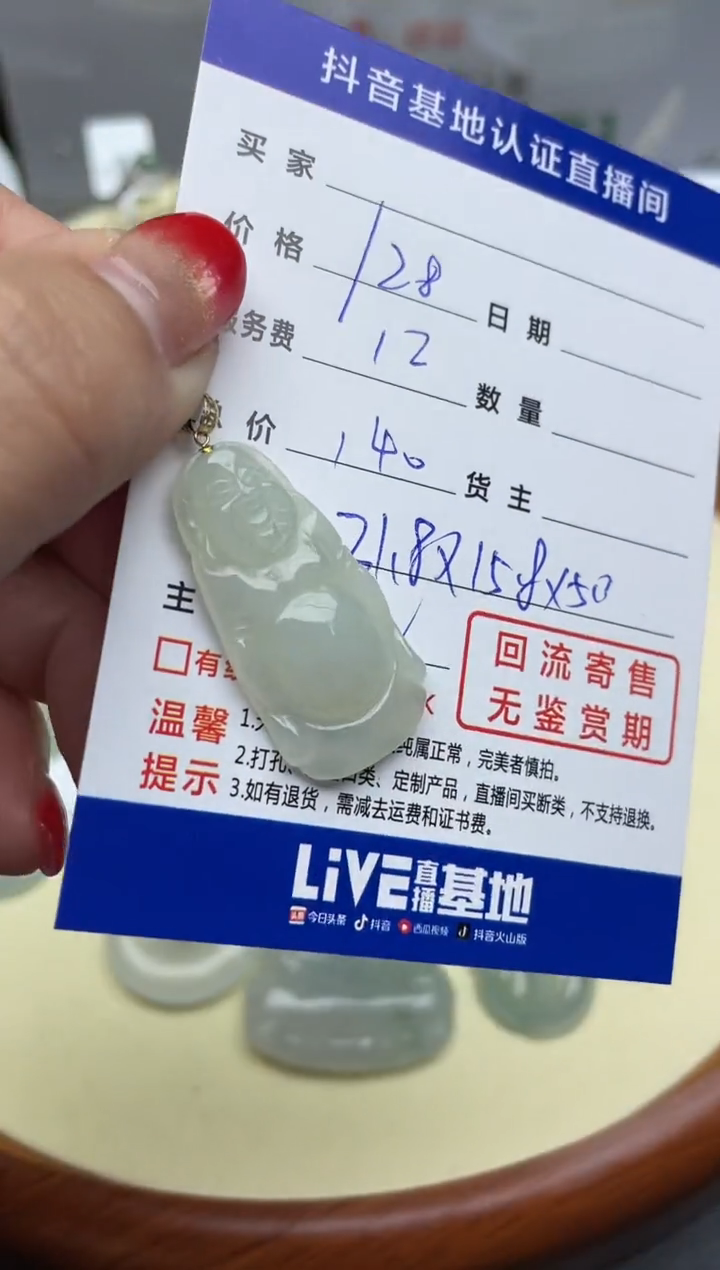 抖音基地认证直播间
买家
价格 128 日期
务费 12 数量
价 140 货主
21.8X15.8X50
主
回流寄售
无鉴赏期
□有
温馨提示
1.
纯属正常，完美者慎拍。
2.打孔、 类、定制产品，直播间买断类，不支持退换。
3.如有退货，需减去运费和证书费。
LiVE直播基地
头条 今日头条 抖音 西瓜视频 抖音火山版